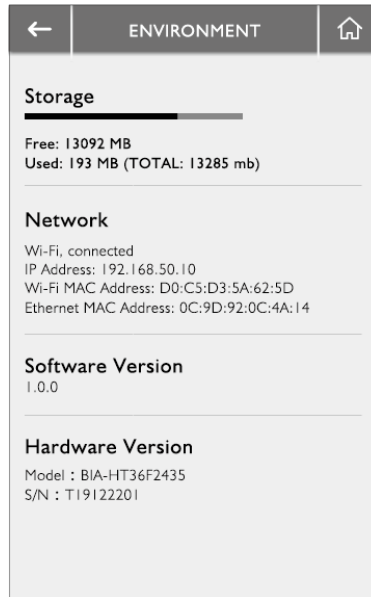 ENVIRONMENT
Storage
Free: 13092 MB
Used: 193 MB (TOTAL: 13285 mb)
Network
Wi-Fi, connected
IP Address: 192.168.50.10
Wi-Fi MAC Address: D0:C5:D3:5A:62:5D
Ethernet MAC Address: 0C:9D:92:0C:4A:14
Software Version
1.0.0
Hardware Version
Model : BIA-HT36F2435
S/N : T19122201